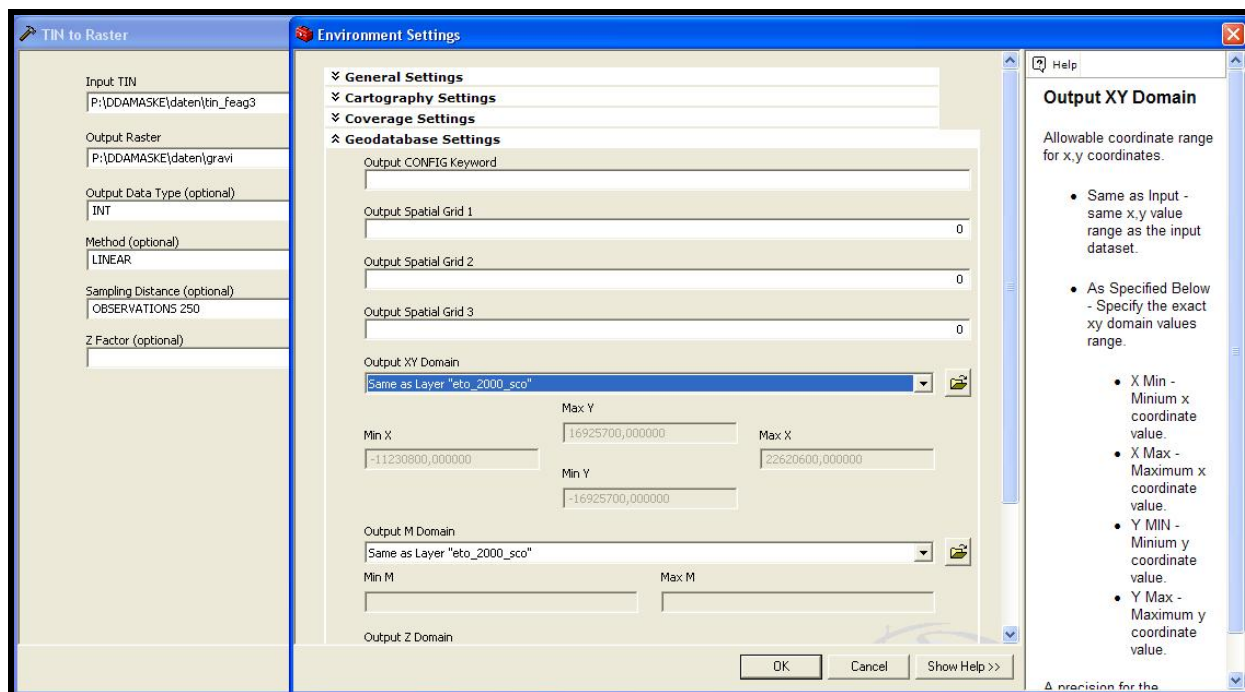 TIN to Raster
Input TIN
P:\DDAMASKE\daten\tin_feag3
Output Raster
P:\DDAMASKE\daten\gravi
Output Data Type (optional)
INT
Method (optional)
LINEAR
Sampling Distance (optional)
OBSERVATIONS 250
Z Factor (optional)
Environment Settings
General Settings
Cartography Settings
Coverage Settings
Geodatabase Settings
Output CONFIG Keyword
Output Spatial Grid 1
0
Output Spatial Grid 2
0
Output Spatial Grid 3
0
Output XY Domain
Same as Layer "eto_2000_sco"
Max Y
16925700,000000
Min X
Max X
-11230800,000000
22620600,000000
Min Y
-16925700,000000
Output M Domain
Same as Layer "eto_2000_sco"
Min M
Max M
Output Z Domain
OK
Cancel
Show Help >>
Help
Output XY Domain
Allowable coordinate range
for x,y coordinates.
• Same as Input -
same x,y value
range as the input
dataset.
• As Specified Below
- Specify the exact
xy domain values
range.
• X Min -
Minium x
coordinate
value.
• X Max -
Maximum x
coordinate
value.
• Y MIN -
Minium y
coordinate
value.
• Y Max -
Maximum y
coordinate
value.
A precision for the